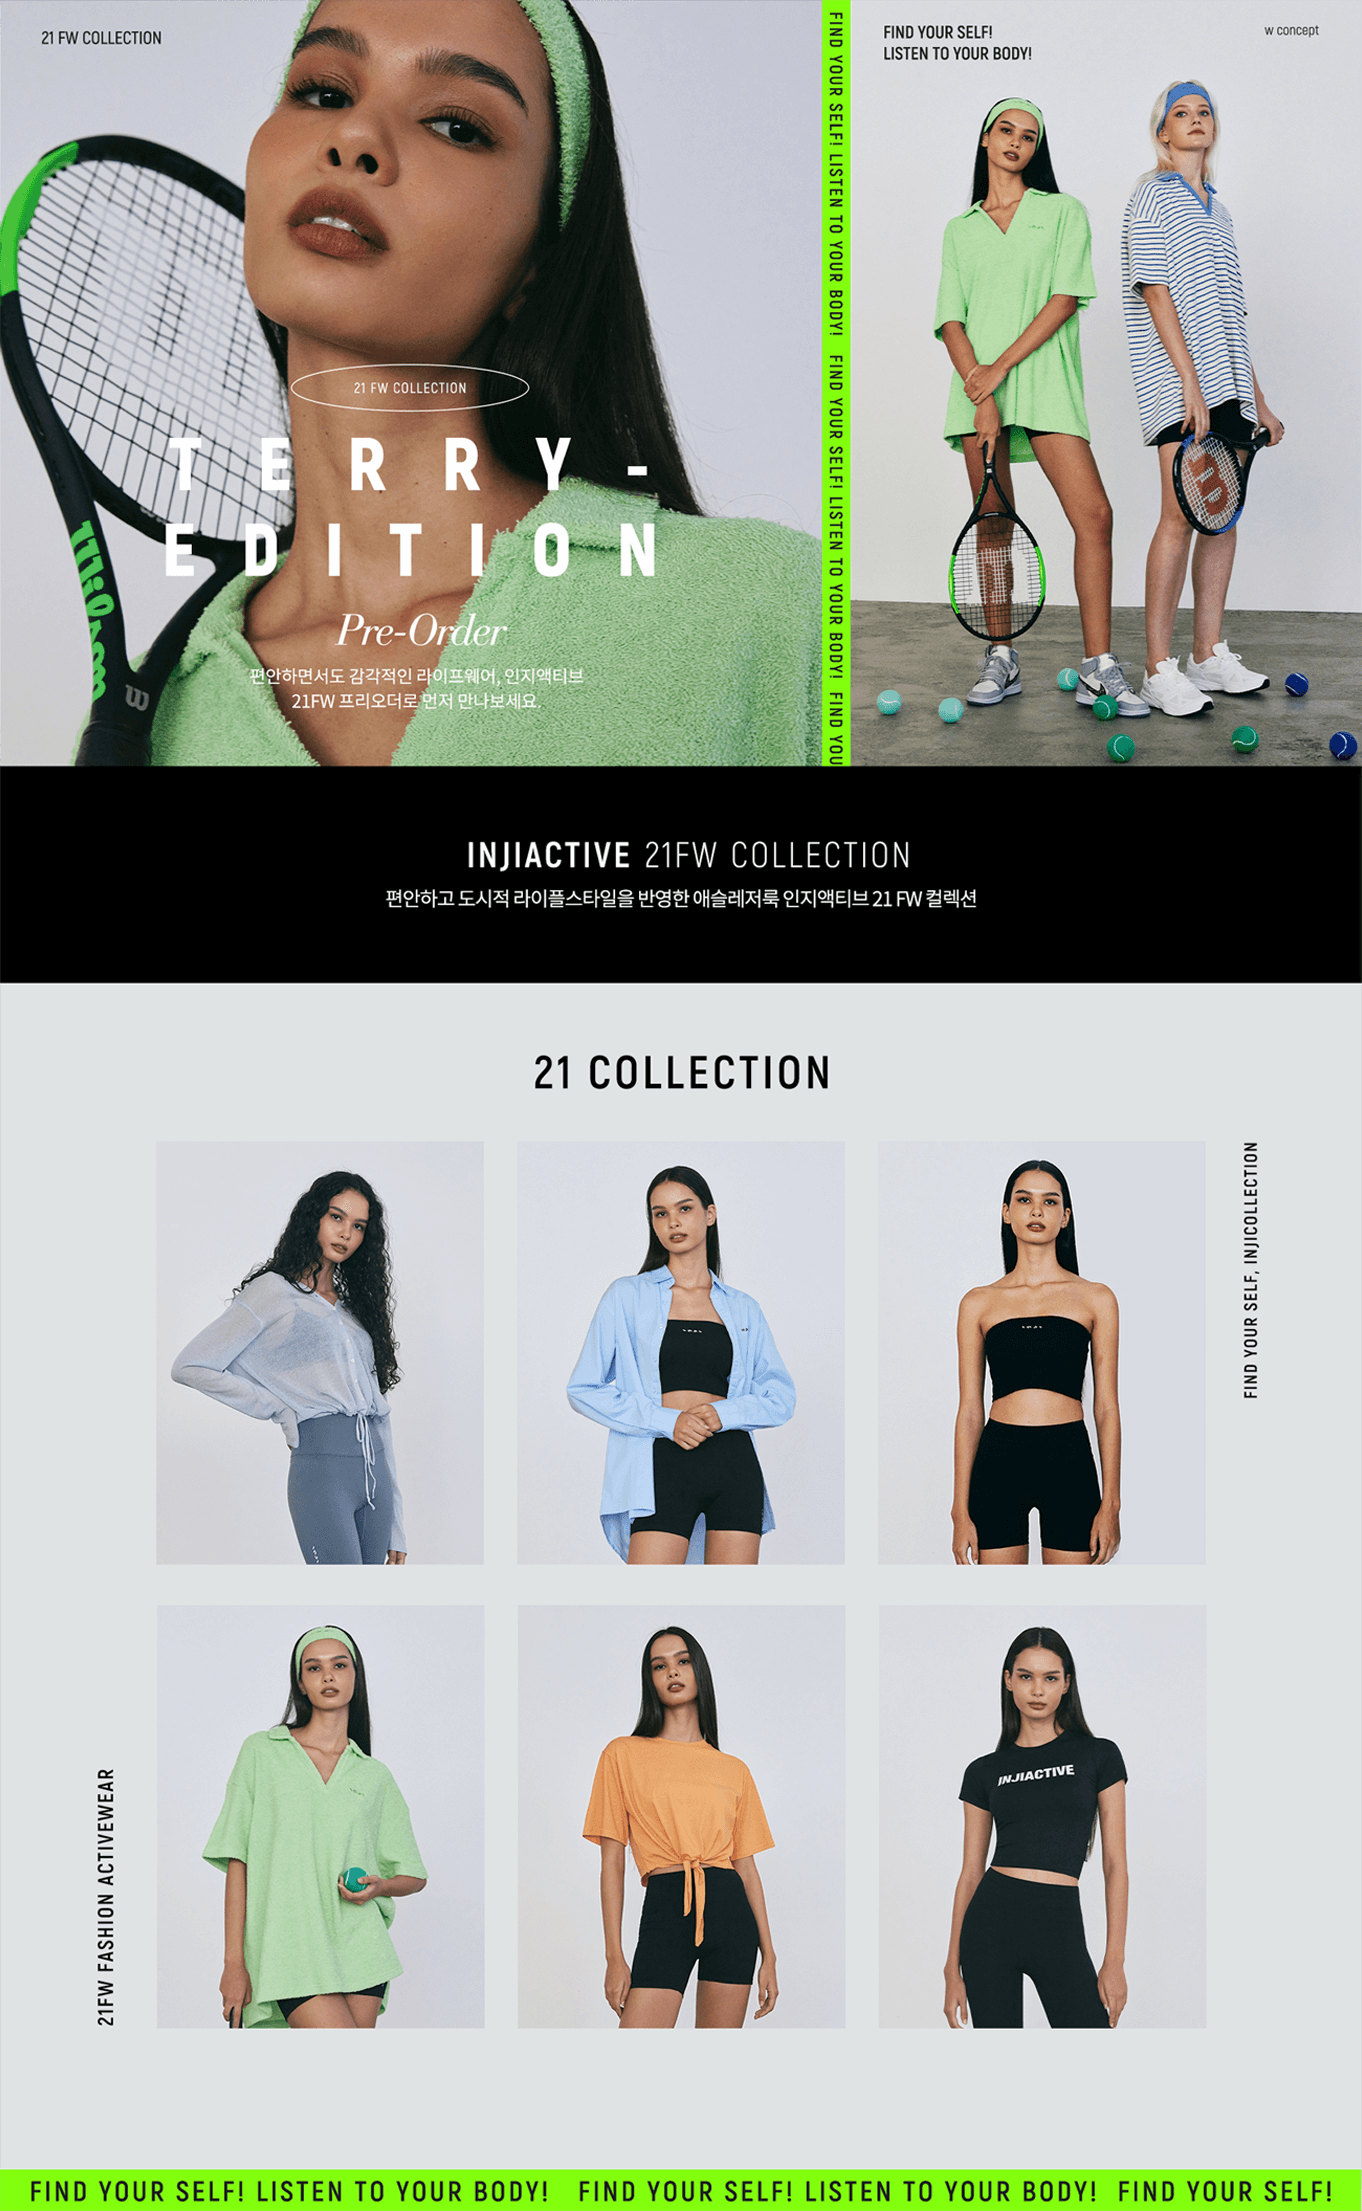 21 FW COLLECTION
21 FW COLLECTION
TERRY-
EDITION
Pre-Order
편안하면서도 감각적인 라이프웨어, 인지액티브
21FW 프리오더로 먼저 만나보세요.
Wilson
W
FIND YOUR SELF! LISTEN TO YOUR BODY! FIND YOUR SELF! LISTEN TO YOUR BODY! FIND YOU
FIND YOUR SELF!
LISTEN TO YOUR BODY!
w concept
INJIACTIVE 21FW COLLECTION
편안하고 도시적 라이플스타일을 반영한 애슬레저룩 인지액티브 21 FW 컬렉션
21 COLLECTION
FIND YOUR SELF, INJICOLLECTION
INJIACTIVE
21FW FASHION ACTIVEWEAR
FIND YOUR SELF! LISTEN TO YOUR BODY! FIND YOUR SELF! LISTEN TO YOUR BODY! FIND YOUR SELF!